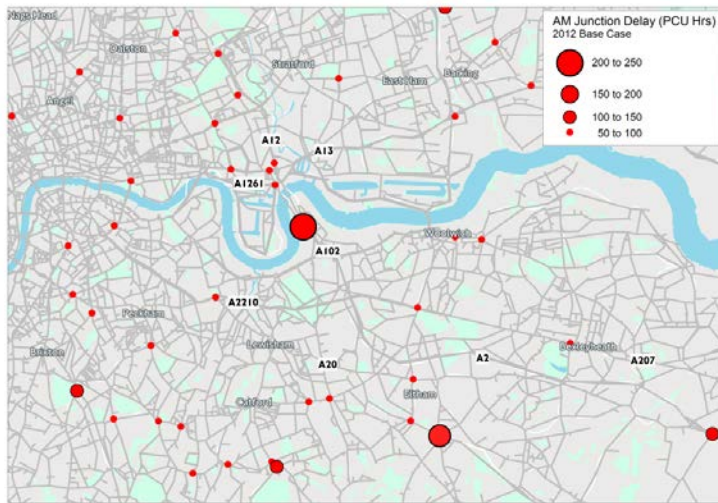 AM Junction Delay (PCU Hrs)
2012 Base Case
200 to 250
150 to 200
100 to 150
50 to 100
Nags Head
Dalston
Stratford
East Ham
Barking
Angel
A12
A13
A1261
Woolwich
A102
A2210
Peckham
Lewisham
Brixton
A20
A2
Bexleyheath
A207
Catford
Eltham